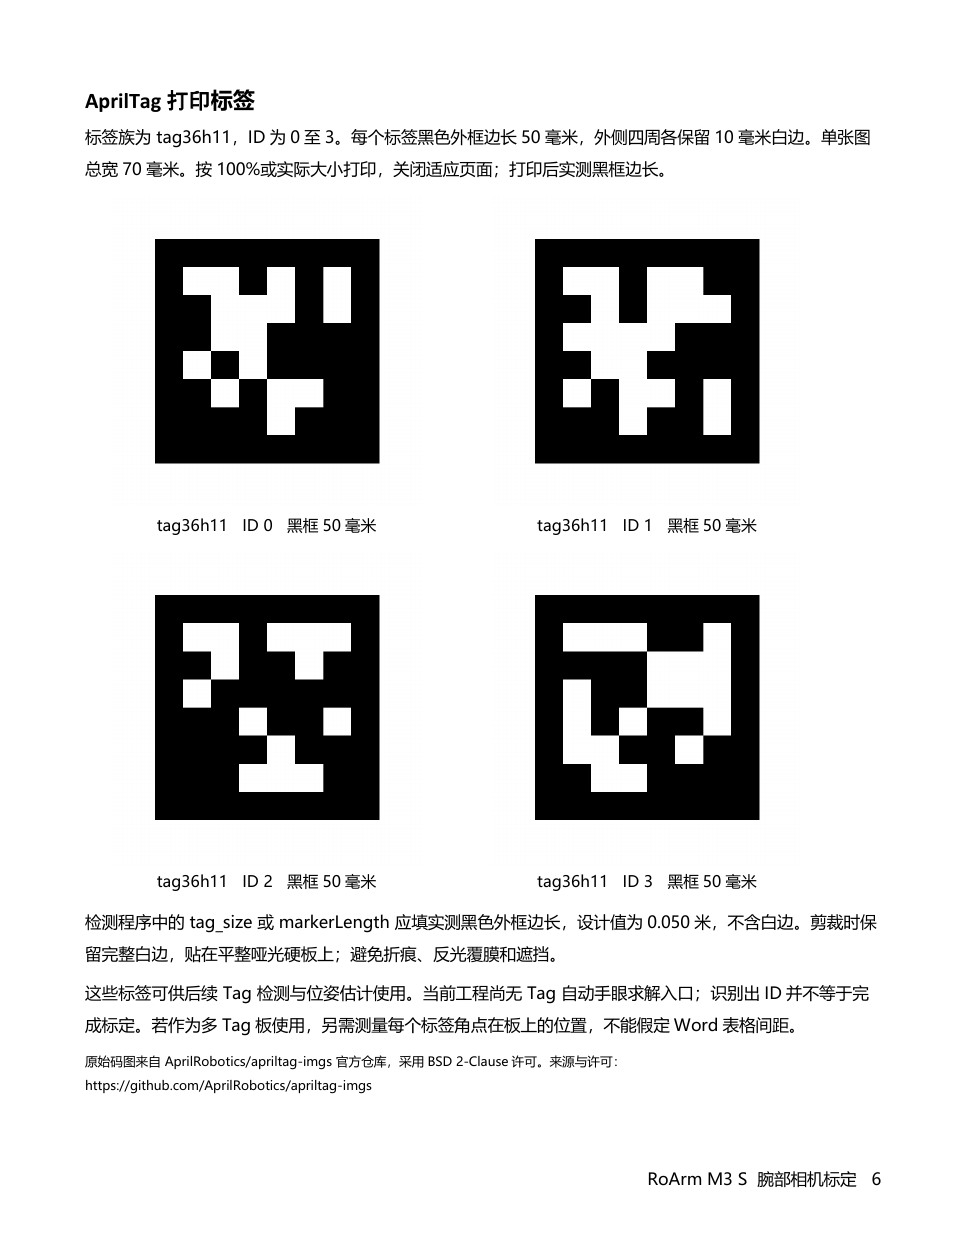 AprilTag 打印标签
标签族为 tag36h11，ID 为 0 至 3。每个标签黑色外框边长 50 毫米，外侧四周各保留 10 毫米白边。单张图
总宽 70 毫米。按 100%或实际大小打印，关闭适应页面；打印后实测黑框边长。
tag36h11 ID 0 黑框 50 毫米
tag36h11 ID 1 黑框 50 毫米
tag36h11 ID 2 黑框 50 毫米
tag36h11 ID 3 黑框 50 毫米
检测程序中的 tag_size 或 markerLength 应填实测黑色外框边长，设计值为 0.050 米，不含白边。剪裁时保
留完整白边，贴在平整哑光硬板上；避免折痕、反光覆膜和遮挡。
这些标签可供后续 Tag 检测与位姿估计使用。当前工程尚无 Tag 自动手眼求解入口；识别出 ID 并不等于完
成标定。若作为多 Tag 板使用，另需测量每个标签角点在板上的位置，不能假定 Word 表格间距。
原始码图来自 AprilRobotics/apriltag-imgs 官方仓库，采用 BSD 2-Clause 许可。来源与许可：
https://github.com/AprilRobotics/apriltag-imgs
RoArm M3 S 腕部相机标定 6